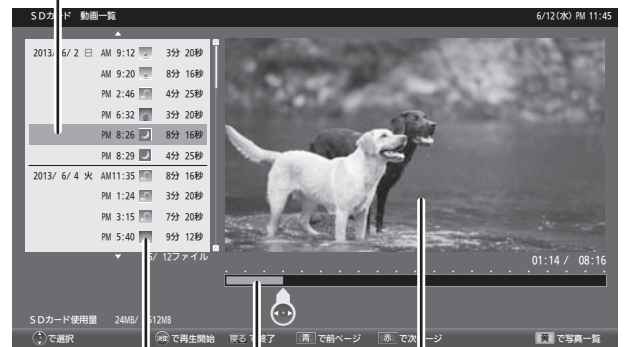 SDカード 動画一覧
6/12(水) PM 11:45
2013/ 6/ 2 日 AM 9:12 3分 20秒
AM 9:20 8分 16秒
PM 2:46 4分 25秒
PM 6:32 3分 20秒
PM 8:26 8分 16秒
PM 8:29 4分 25秒
2013/ 6/ 4 火 AM11:35 8分 16秒
PM 1:24 3分 20秒
PM 3:15 7分 20秒
PM 5:40 9分 12秒
/ 12ファイル
01:14 / 08:16
SDカード使用量 24MB/ 512MB
で選択 決定 で再生開始 戻る で終了 青 で前ページ 赤 で次ページ 黄 で写真一覧